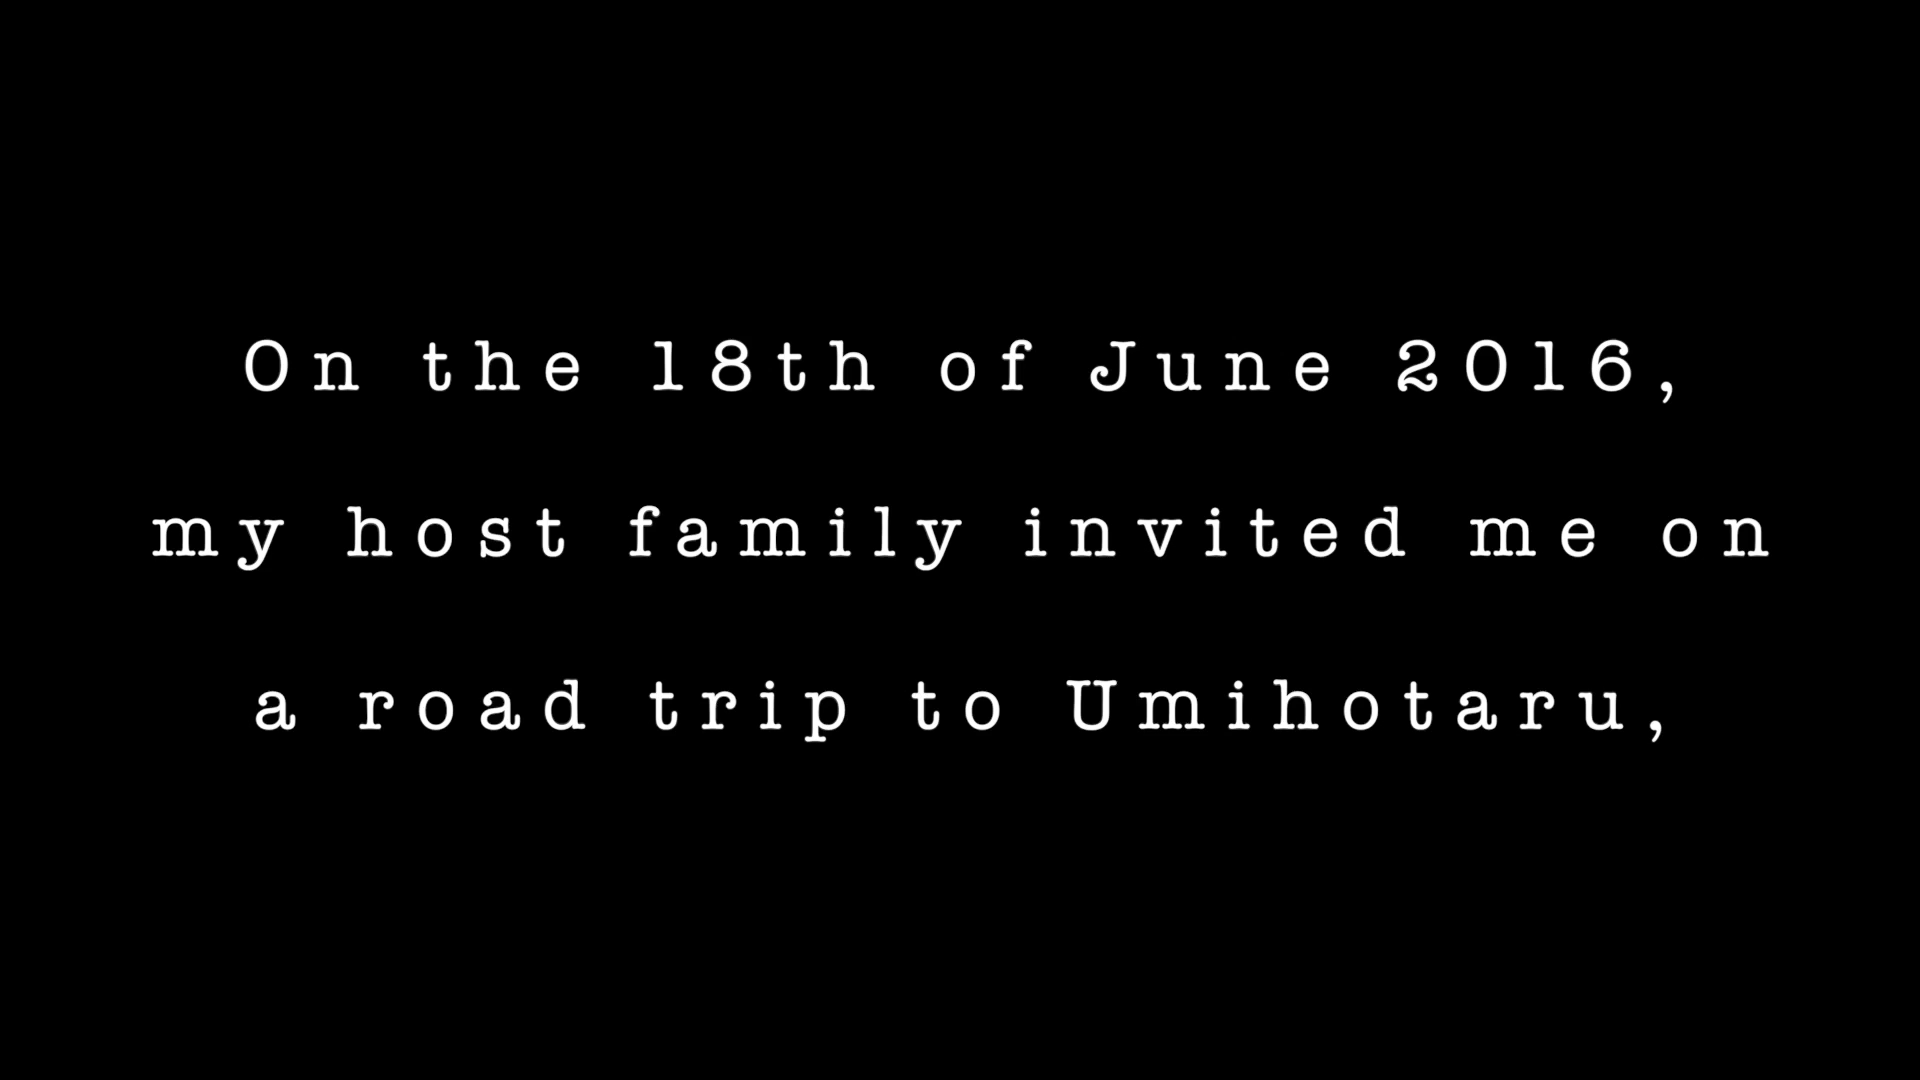 On the 18th of June 2016,
my host family invited me on
a road trip to Umihotaru,